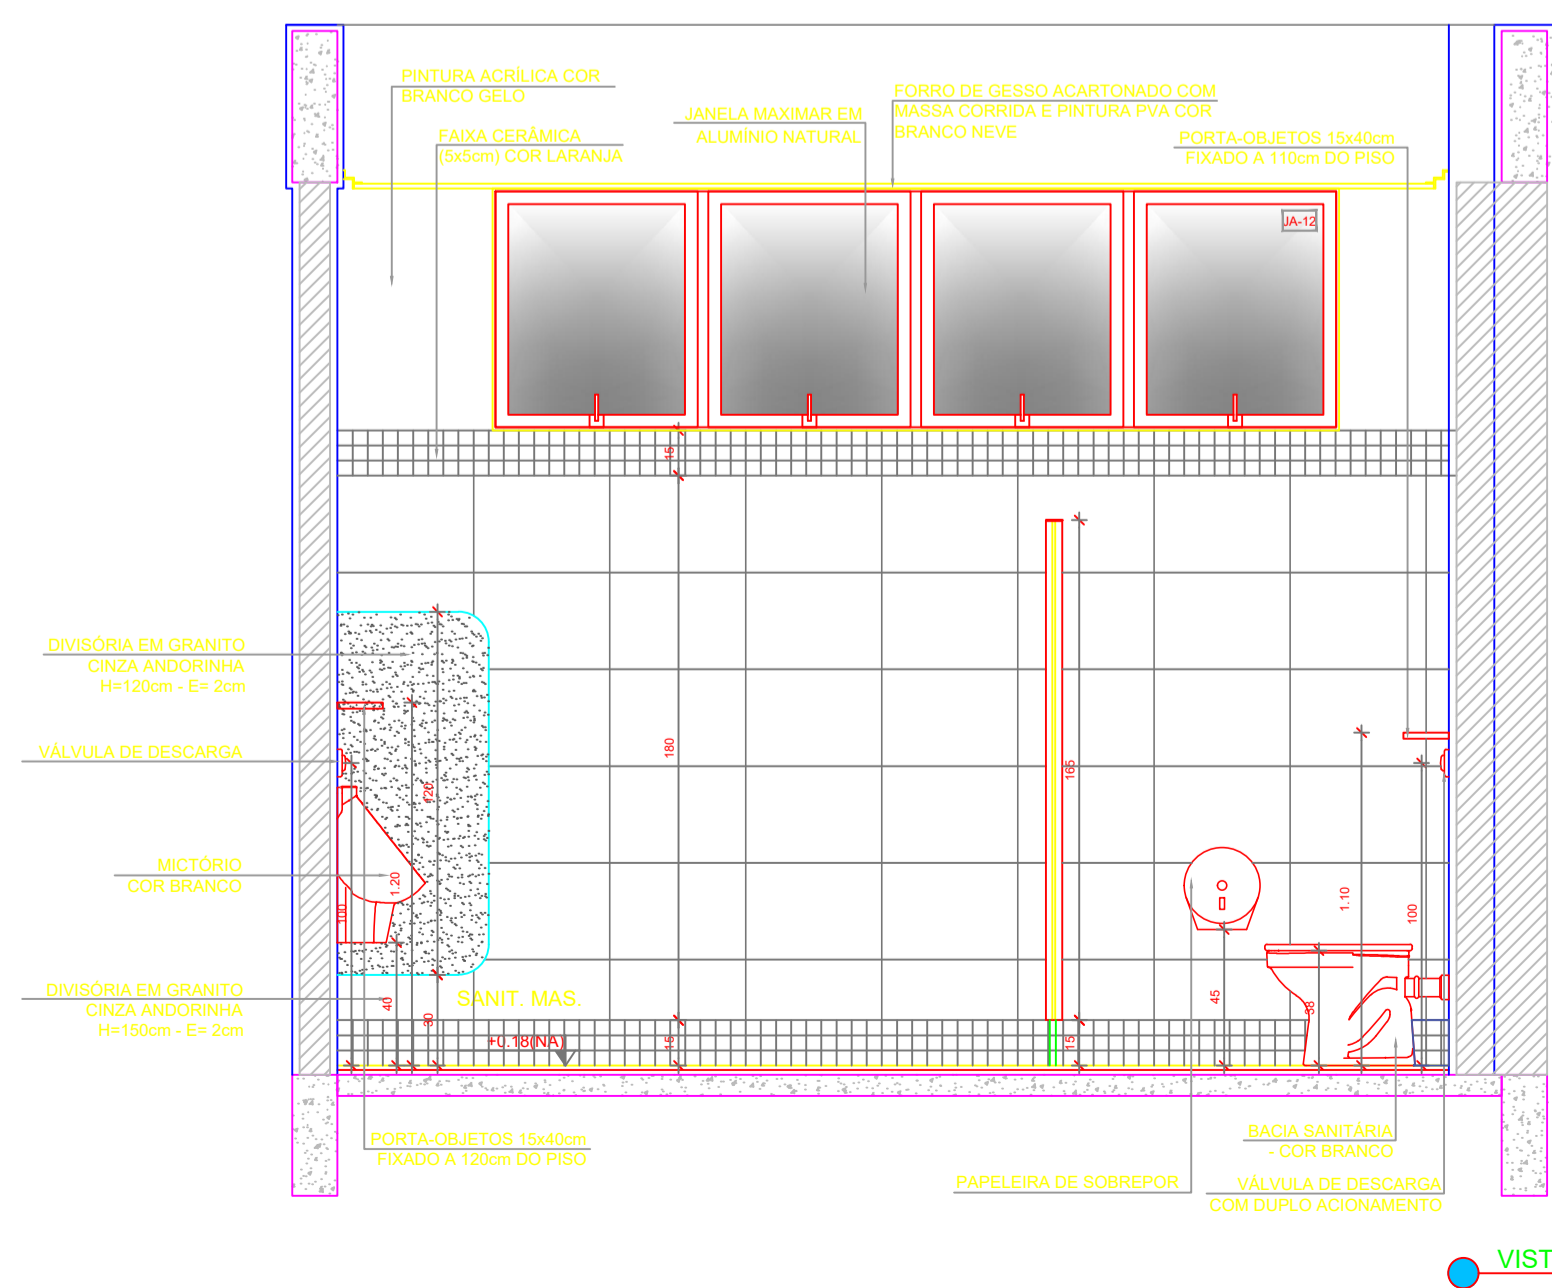 PINTURA ACRÍLICA COR
BRANCO GELO
FAIXA CERÂMICA
(5x5cm) COR LARANJA
JANELA MAXIMAR EM
ALUMÍNIO NATURAL
FORRO DE GESSO ACARTONADO COM
MASSA CORRIDA E PINTURA PVA COR
BRANCO NEVE
PORTA-OBJETOS 15x40cm
FIXADO A 110cm DO PISO
JA-12
15
DIVISÓRIA EM GRANITO
CINZA ANDORINHA
H=120cm - E= 2cm
VÁLVULA DE DESCARGA
180
165
120
MICTÓRIO
COR BRANCO
1.20
100
1.10
100
DIVISÓRIA EM GRANITO
CINZA ANDORINHA
H=150cm - E= 2cm
SANIT. MAS.
40
30
45
38
+0.18(NA)
15
15
PORTA-OBJETOS 15x40cm
FIXADO A 120cm DO PISO
BACIA SANITÁRIA
- COR BRANCO
PAPELEIRA DE SOBREPOR
VÁLVULA DE DESCARGA
COM DUPLO ACIONAMENTO
VIST